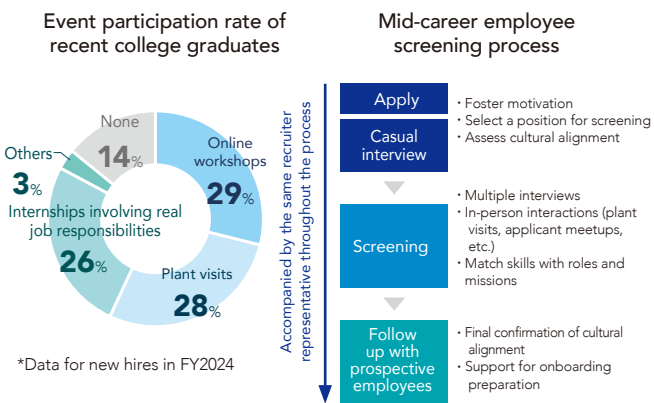 Event participation rate of
recent college graduates
None
14%
Online
workshops
29%
Others
3%
Internships involving real
job responsibilities
26%
Plant visits
28%
*Data for new hires in FY2024
Mid-career employee
screening process
Accompanied by the same recruiter
representative throughout the process
Apply
Casual
interview
・Foster motivation
・Select a position for screening
・Assess cultural alignment
Screening
・Multiple interviews
・In-person interactions (plant
visits, applicant meetups,
etc.)
・Match skills with roles and
missions
Follow
up with
prospective
employees
・Final confirmation of cultural
alignment
・Support for onboarding
preparation